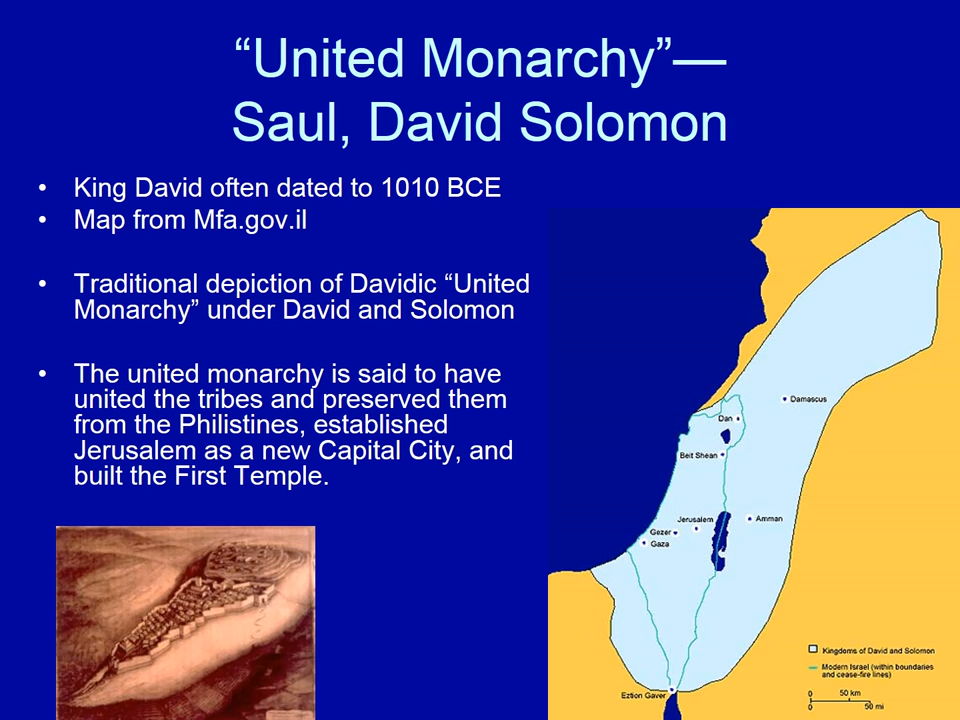 “United Monarchy”—
Saul, David Solomon
• King David often dated to 1010 BCE
• Map from Mfa.gov.il
• Traditional depiction of Davidic “United
Monarchy” under David and Solomon
• The united monarchy is said to have
united the tribes and preserved them
from the Philistines, established
Jerusalem as a new Capital City, and
built the First Temple.
Damascus
Dan
Beit Shean
Jerusalem
Amman
Gezer
Gaza
Kingdoms of David and Solomon
Modern Israel (within boundaries
and cease-fire lines)
Eztion Gaver
0 50 km
0 50 mi